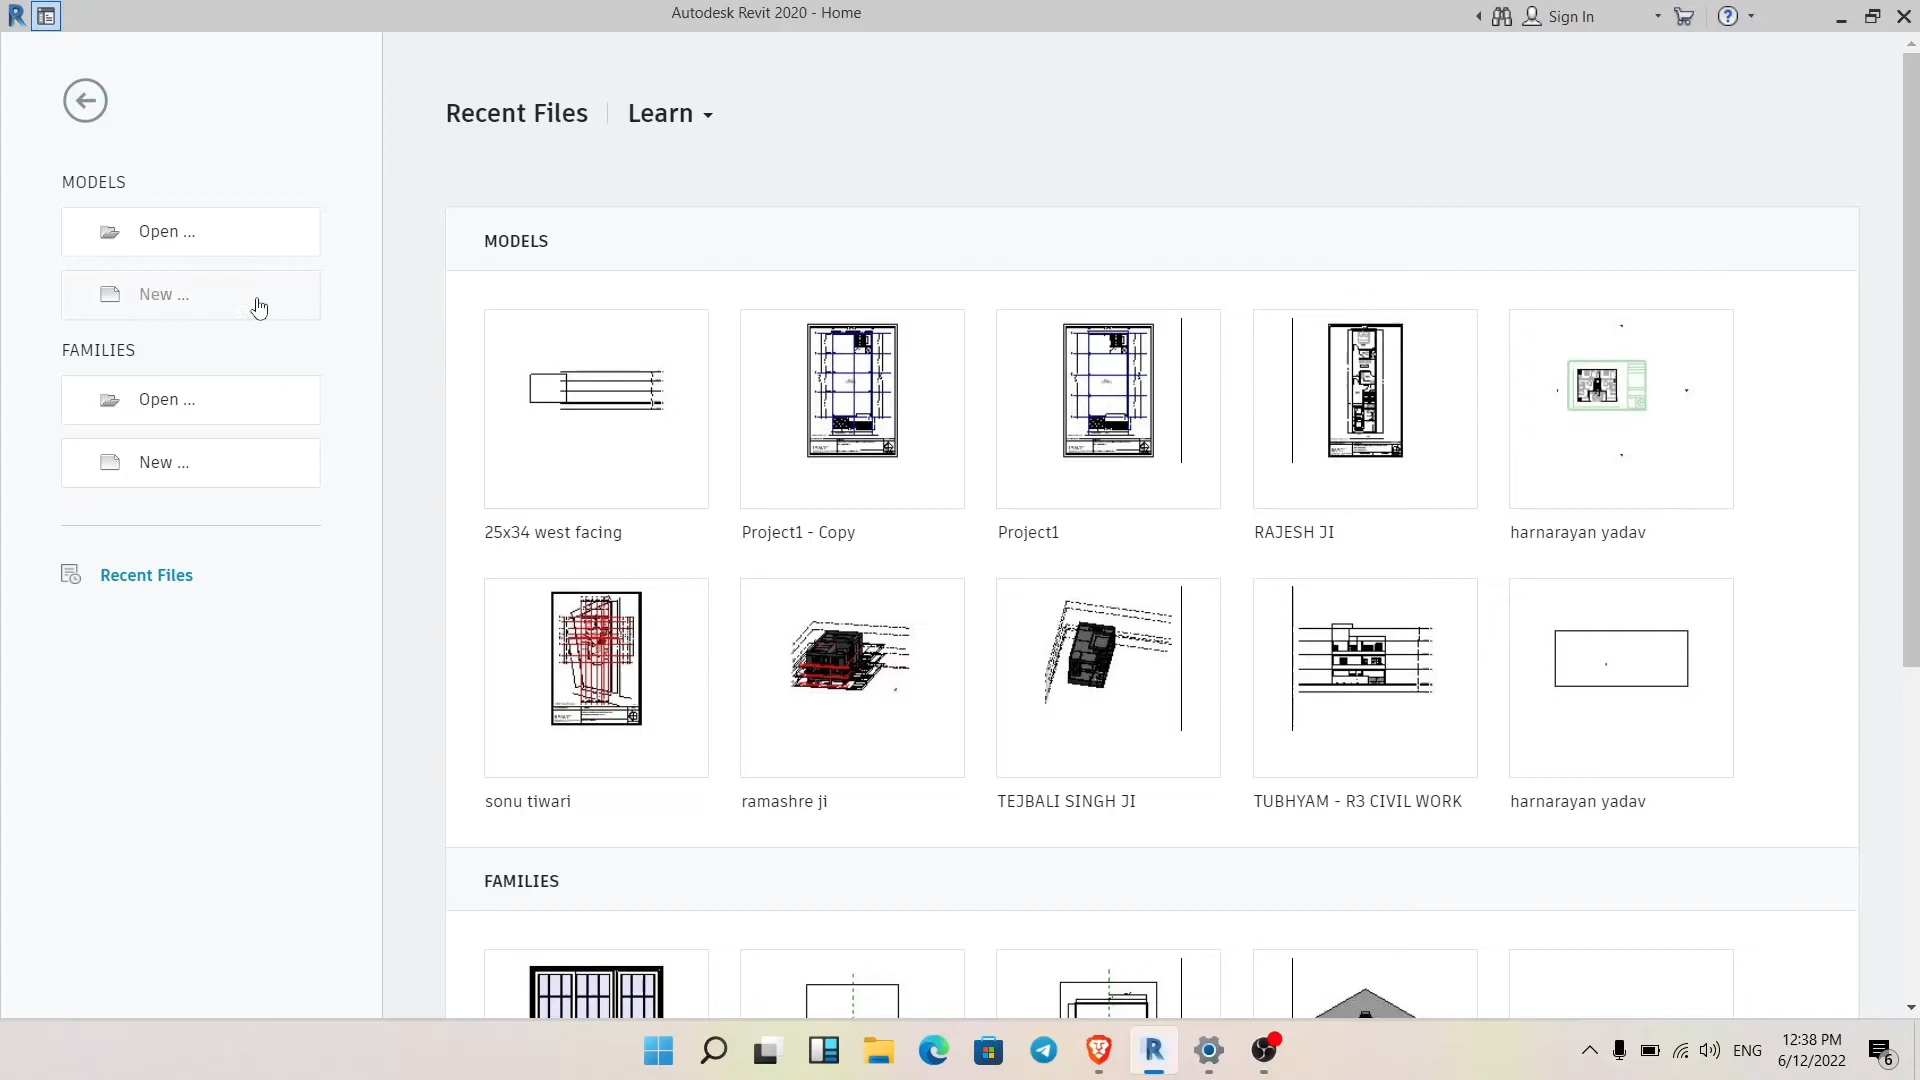 Autodesk Revit 2020 - Home
Sign In
Recent Files
Learn
MODELS
Open ...
New ...
FAMILIES
Open ...
New ...
Recent Files
MODELS
25x34 west facing
Project1 - Copy
Project1
RAJESH JI
harnarayan yadav
sonu tiwari
ramashre ji
TEJBALI SINGH JI
TUBHYAM - R3 CIVIL WORK
harnarayan yadav
FAMILIES
ENG
12:38 PM
6/12/2022
6